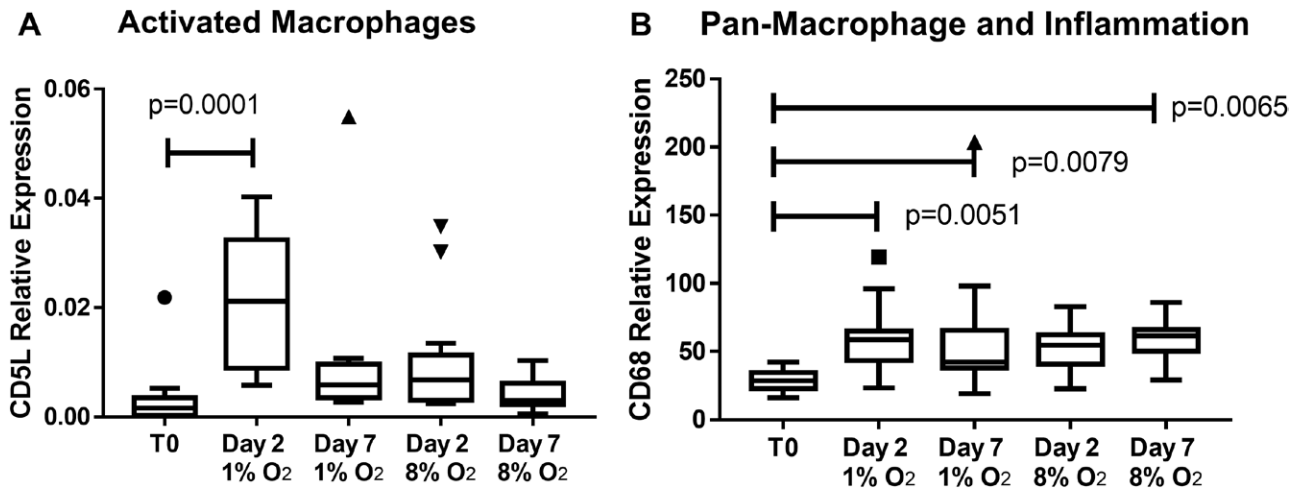 A Activated Macrophages
CD5L Relative Expression
0.06
0.04
0.02
0.00
p=0.0001
T0
Day 2
1% O2
Day 7
1% O2
Day 2
8% O2
Day 7
8% O2
B Pan-Macrophage and Inflammation
CD68 Relative Expression
250
200
150
100
50
0
p=0.0065
p=0.0079
p=0.0051
T0
Day 2
1% O2
Day 7
1% O2
Day 2
8% O2
Day 7
8% O2